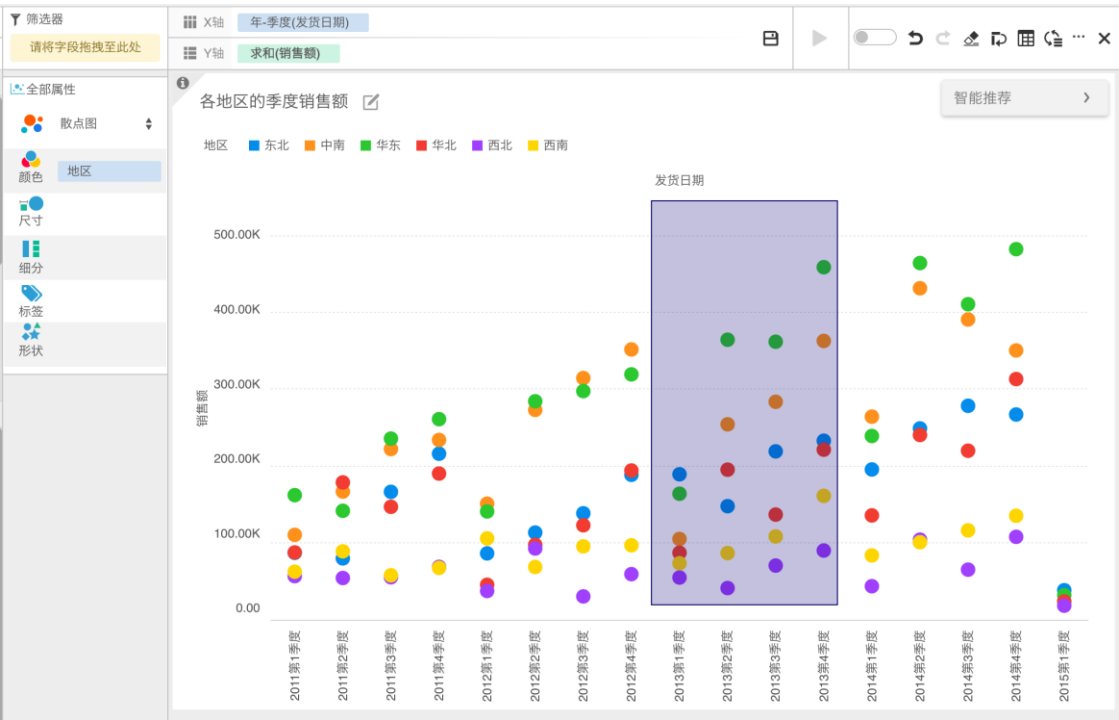 筛选器
请将字段拖拽至此处
X轴
年-季度(发货日期)
Y轴
求和(销售额)
全部属性
散点图
颜色
地区
尺寸
细分
标签
形状
各地区的季度销售额
智能推荐
地区 东北 中南 华东 华北 西北 西南
发货日期
销售额
500.00K
400.00K
300.00K
200.00K
100.00K
0.00
2011第1季度
2011第2季度
2011第3季度
2011第4季度
2012第1季度
2012第2季度
2012第3季度
2012第4季度
2013第1季度
2013第2季度
2013第3季度
2013第4季度
2014第1季度
2014第2季度
2014第3季度
2014第4季度
2015第1季度